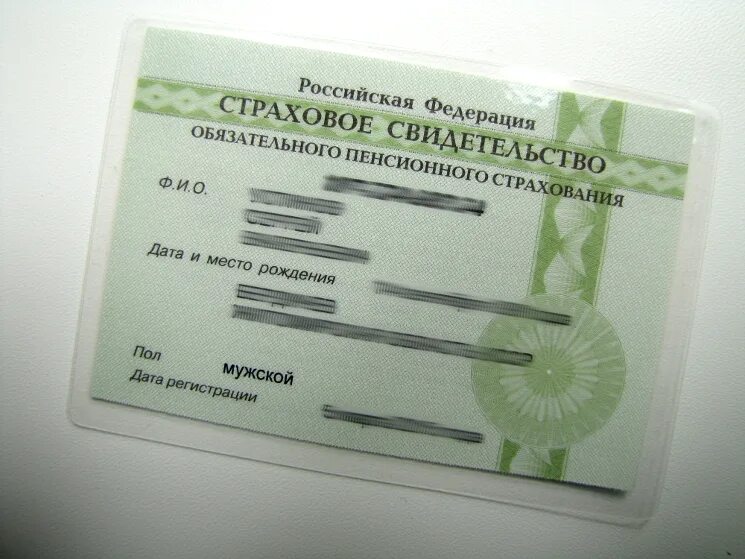 Российская Федерация
СТРАХОВОЕ СВИДЕТЕЛЬСТВО
ОБЯЗАТЕЛЬНОГО ПЕНСИОННОГО СТРАХОВАНИЯ
Ф.И.О.
Дата и место рождения
Пол мужской
Дата регистрации